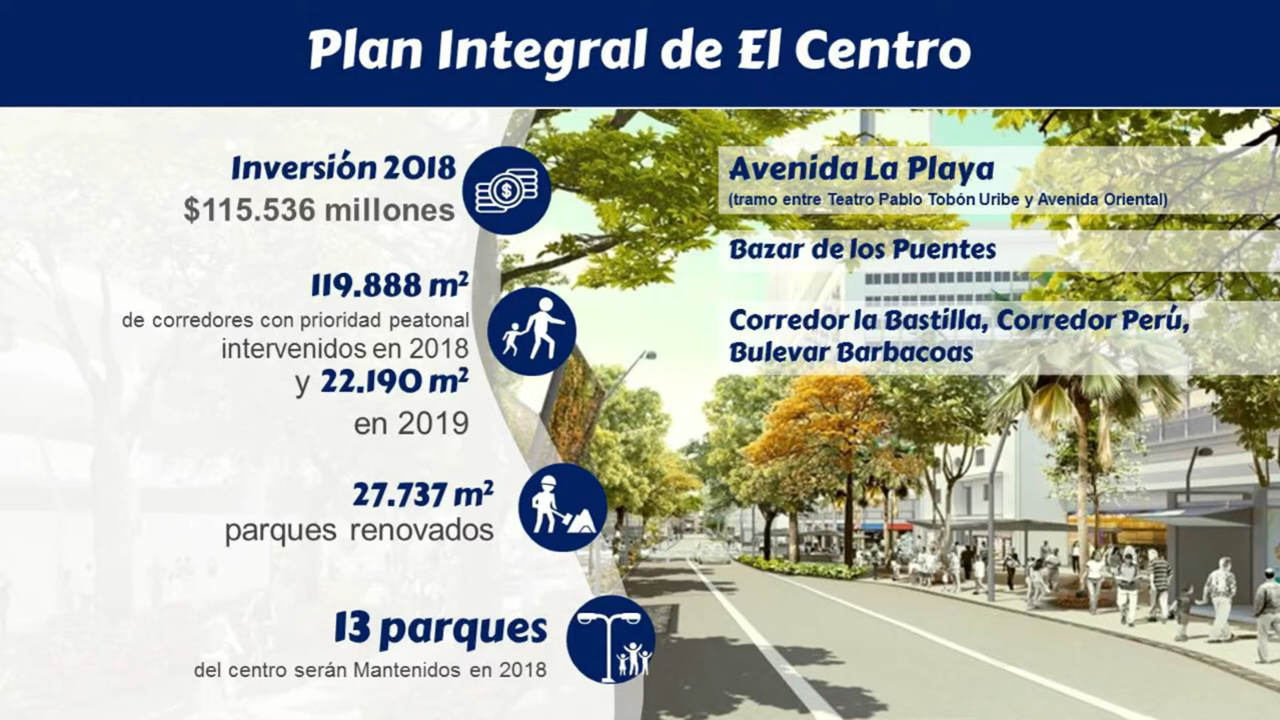 Plan Integral de El Centro
Inversión 2018
$115.536 millones
119.888 m²
de corredores con prioridad peatonal
intervenidos en 2018
y 22.190 m²
en 2019
27.737 m²
parques renovados
13 parques
del centro serán Mantenidos en 2018
Avenida La Playa
(tramo entre Teatro Pablo Tobón Uribe y Avenida Oriental)
Bazar de los Puentes
Corredor la Bastilla, Corredor Perú,
Bulevar Barbacoas